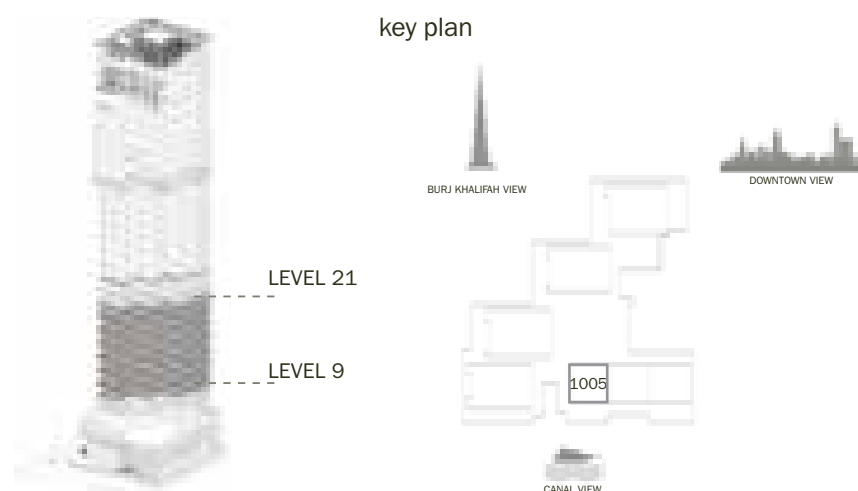 key plan
BURJ KHALIFAH VIEW
DOWNTOWN VIEW
LEVEL 21
LEVEL 9
1005
CANAL VIEW